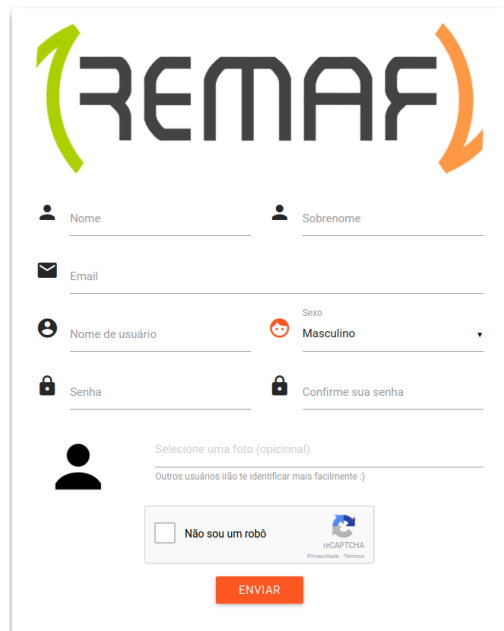 REMAF
Nome Sobrenome
Email
Sexo
Nome de usuário Masculino
Senha Confirme sua senha
Selecione uma foto (opicional)
Outros usuários irão te identificar mais facilmente :)
Não sou um robô
reCAPTCHA
Privacidade - Termos
ENVIAR